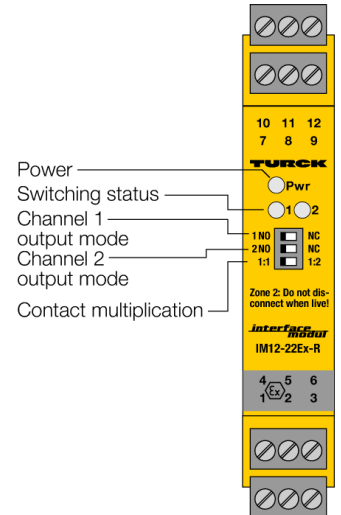 10 11 12
7 8 9
TURCK
Power
Pwr
Switching status
1 2
Channel 1
output mode
1 NO NC
Channel 2
output mode
2 NO NC
Contact multiplication
1:1 1:2
Zone 2: Do not dis-
connect when live!
interface
modul
IM12-22Ex-R
4 5 6
Ex
1 2 3